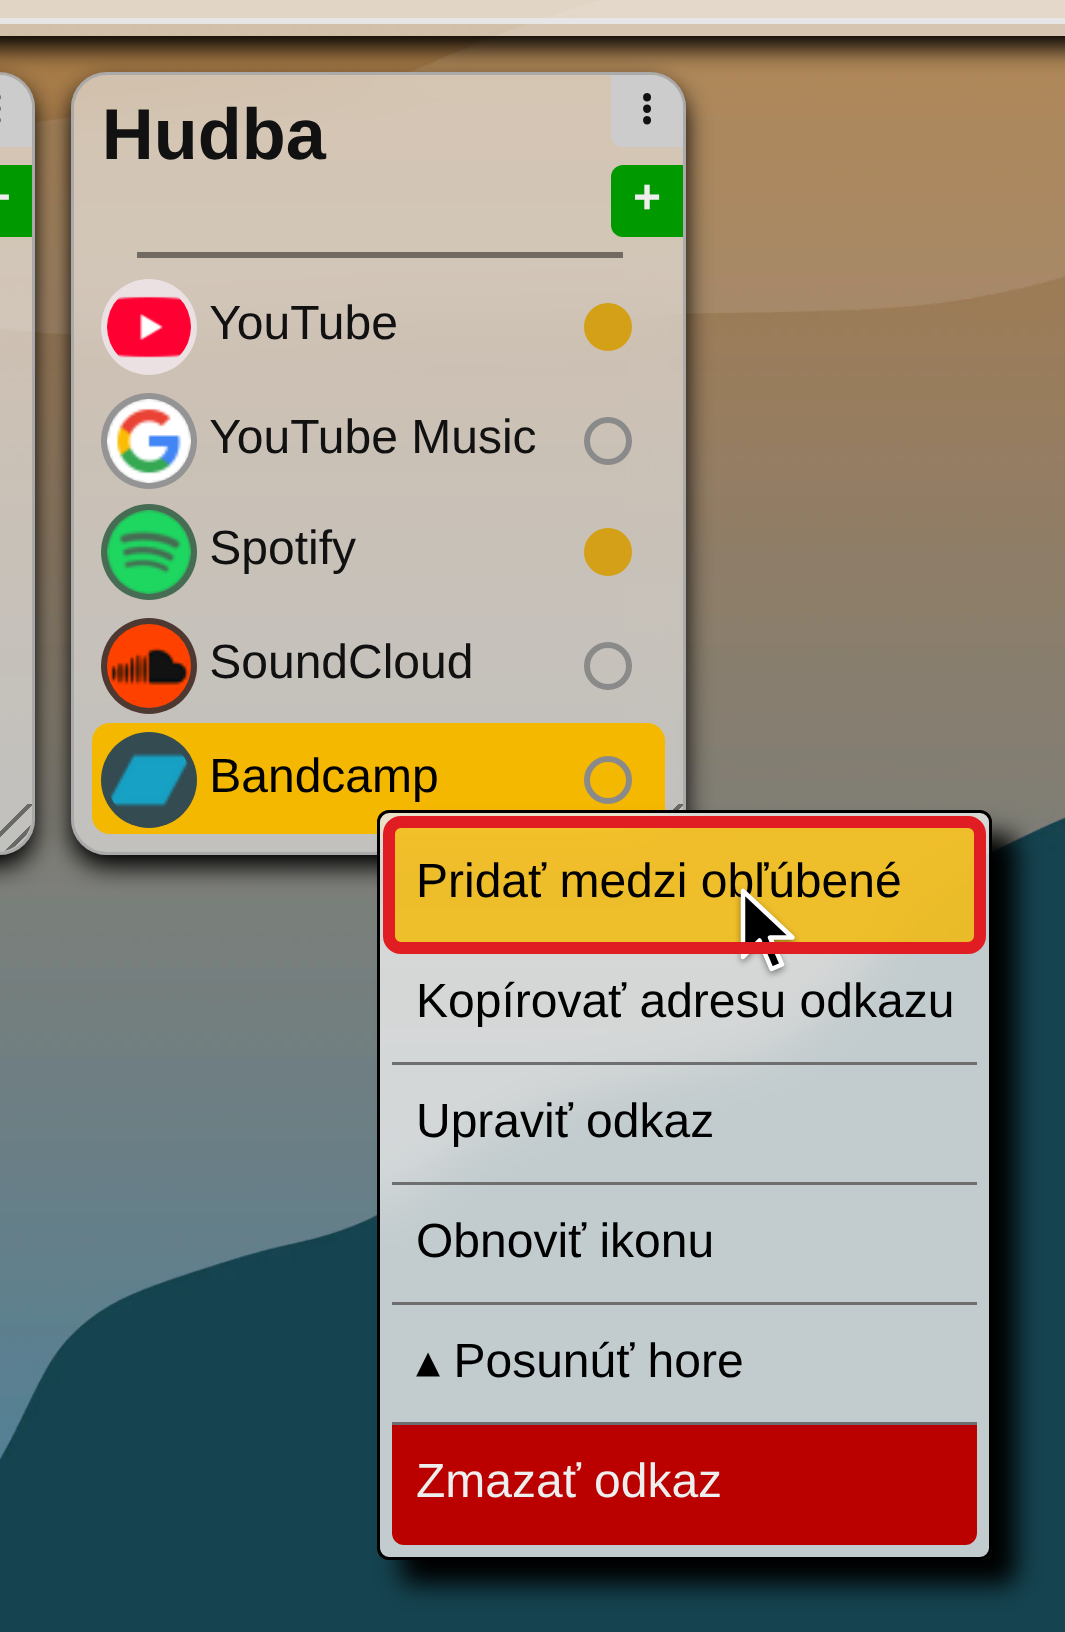 Hudba
+
YouTube
YouTube Music
Spotify
SoundCloud
Bandcamp
Pridať medzi obľúbené
Kopírovať adresu odkazu
Upraviť odkaz
Obnoviť ikonu
▲ Posunúť hore
Zmazať odkaz